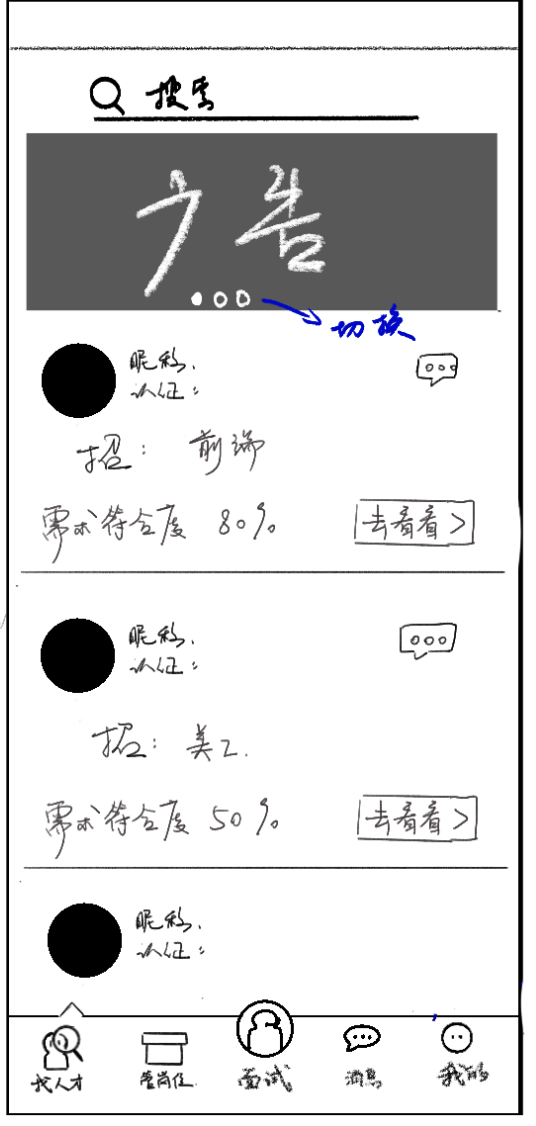 搜索
广告
切换
昵称.
认证:
招: 前端
需求符合度 80%
去看看>
昵称.
认证:
招: 美工.
需求符合度 50%
去看看>
昵称.
认证:
找人才
管岗位
面试
消息
我的